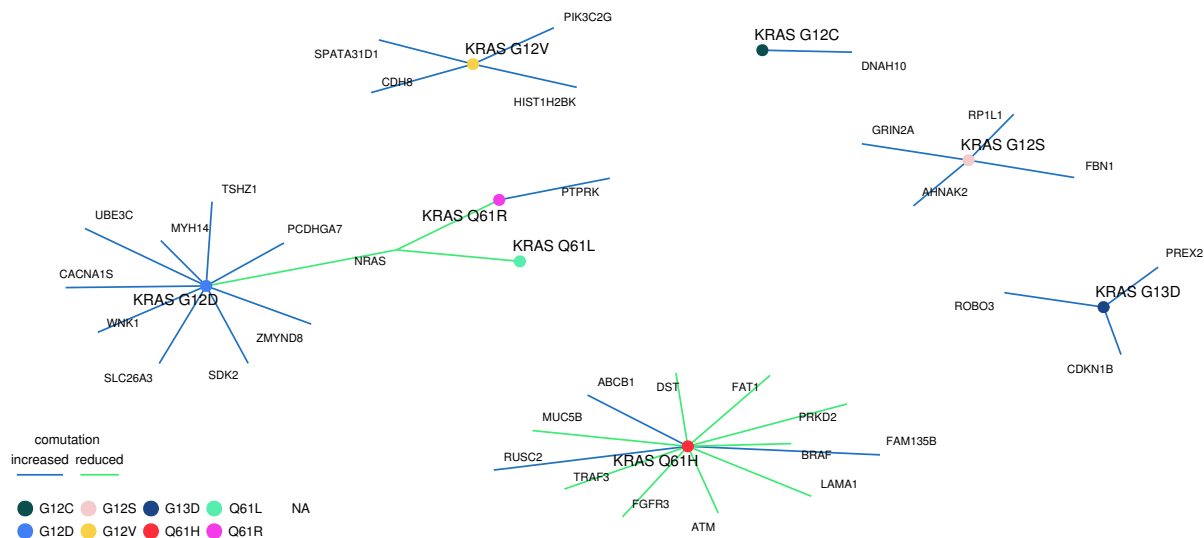 PIK3C2G
KRAS G12V
SPATA31D1
CDH8
HIST1H2BK
KRAS G12C
DNAH10
RP1L1
GRIN2A
KRAS G12S
FBN1
AHNAK2
TSHZ1
UBE3C
MYH14
PCDHGA7
PTPRK
KRAS Q61R
KRAS Q61L
NRAS
CACNA1S
KRAS G12D
WNK1
ZMYND8
SLC26A3
SDK2
PREX2
KRAS G13D
ROBO3
CDKN1B
ABCB1
DST
FAT1
MUC5B
PRKD2
FAM135B
RUSC2
KRAS Q61H
BRAF
TRAF3
LAMA1
FGFR3
ATM
comutation
increased reduced
G12C G12S G13D Q61L NA
G12D G12V Q61H Q61R